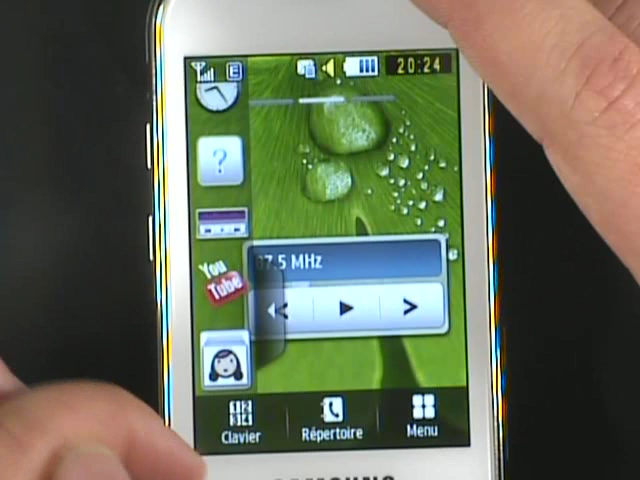 E
20:24
?
You
Tube
87.5 MHz
Clavier
Répertoire
Menu
SAMSUNG